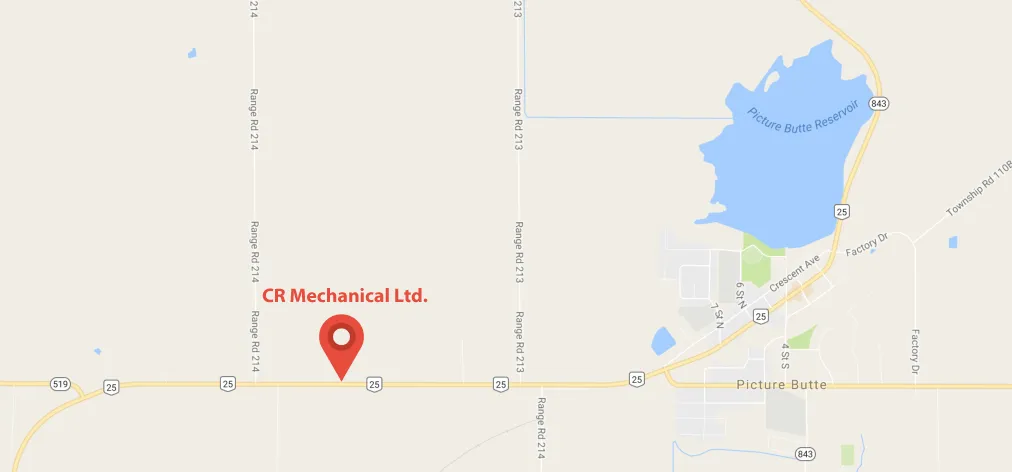 214
213
Range Rd 214
Range Rd 213
843
Picture Butte Reservoir
Township Rd 110B
25
Range Rd 214
Range Rd 213
Factory Dr
Crescent Ave
CR Mechanical Ltd.
6 St N
7 St N
25
Range Rd 214
Range Rd 213
4 St S
Factory Dr
519
25
25
25
25
25
Picture Butte
Range Rd 214
843